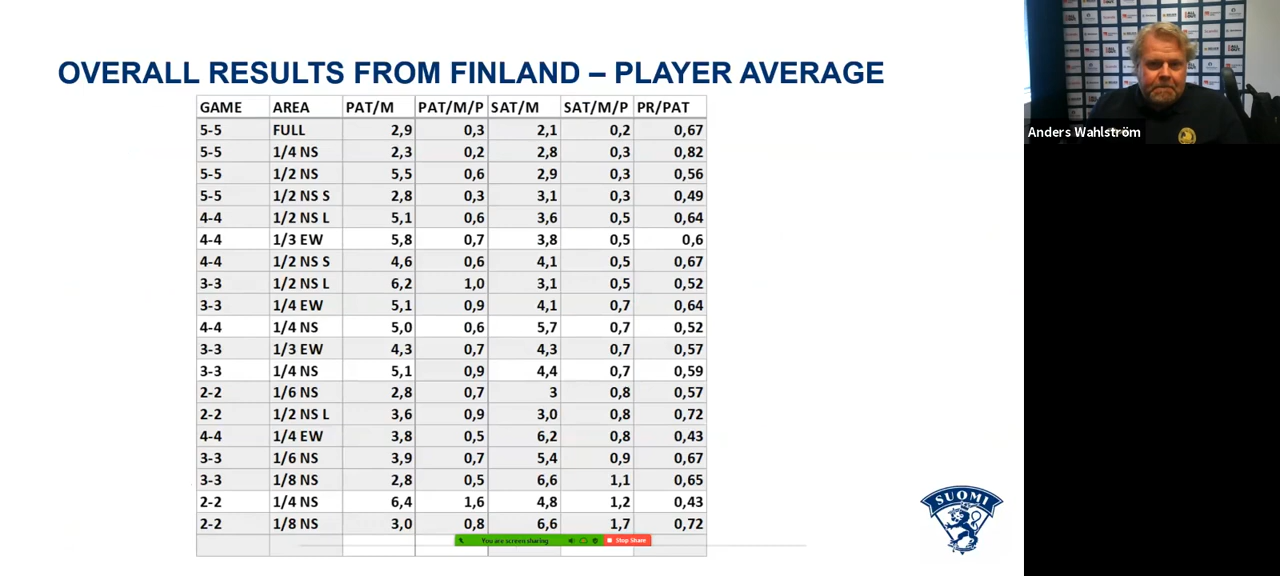 OVERALL RESULTS FROM FINLAND – PLAYER AVERAGE
GAME AREA PAT/M PAT/M/P SAT/M SAT/M/P PR/PAT
5-5 FULL 2,9 0,3 2,1 0,2 0,67
5-5 1/4 NS 2,3 0,2 2,8 0,3 0,82
5-5 1/2 NS 5,5 0,6 2,9 0,3 0,56
5-5 1/2 NS S 2,8 0,3 3,1 0,3 0,49
4-4 1/2 NS L 5,1 0,6 3,6 0,5 0,64
4-4 1/3 EW 5,8 0,7 3,8 0,5 0,6
4-4 1/2 NS S 4,6 0,6 4,1 0,5 0,67
3-3 1/2 NS L 6,2 1,0 3,1 0,5 0,52
3-3 1/4 EW 5,1 0,9 4,1 0,7 0,64
4-4 1/4 NS 5,0 0,6 5,7 0,7 0,52
3-3 1/3 EW 4,3 0,7 4,3 0,7 0,57
3-3 1/4 NS 5,1 0,9 4,4 0,7 0,59
2-2 1/6 NS 2,8 0,7 3 0,8 0,57
2-2 1/2 NS L 3,6 0,9 3,0 0,8 0,72
4-4 1/4 EW 3,8 0,5 6,2 0,8 0,43
3-3 1/6 NS 3,9 0,7 5,4 0,9 0,67
3-3 1/8 NS 2,8 0,5 6,6 1,1 0,65
2-2 1/4 NS 6,4 1,6 4,8 1,2 0,43
2-2 1/8 NS 3,0 0,8 6,6 1,7 0,72
You are screen sharing Stop Share
SUOMI
Anders Wahlström